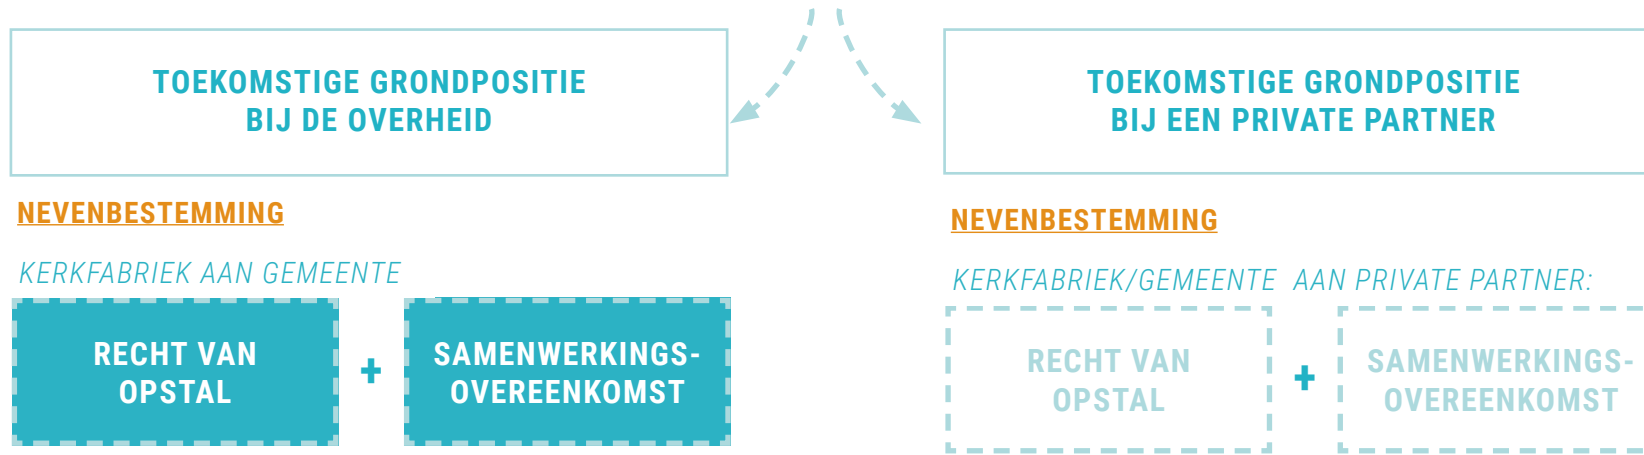 TOEKOMSTIGE GRONDPOSITIE
BIJ DE OVERHEID
NEVENBESTEMMING
KERKFABRIEK AAN GEMEENTE
RECHT VAN
OPSTAL
+
SAMENWERKINGS-
OVEREENKOMST
TOEKOMSTIGE GRONDPOSITIE
BIJ EEN PRIVATE PARTNER
NEVENBESTEMMING
KERKFABRIEK/GEMEENTE AAN PRIVATE PARTNER:
RECHT VAN
OPSTAL
+
SAMENWERKINGS-
OVEREENKOMST